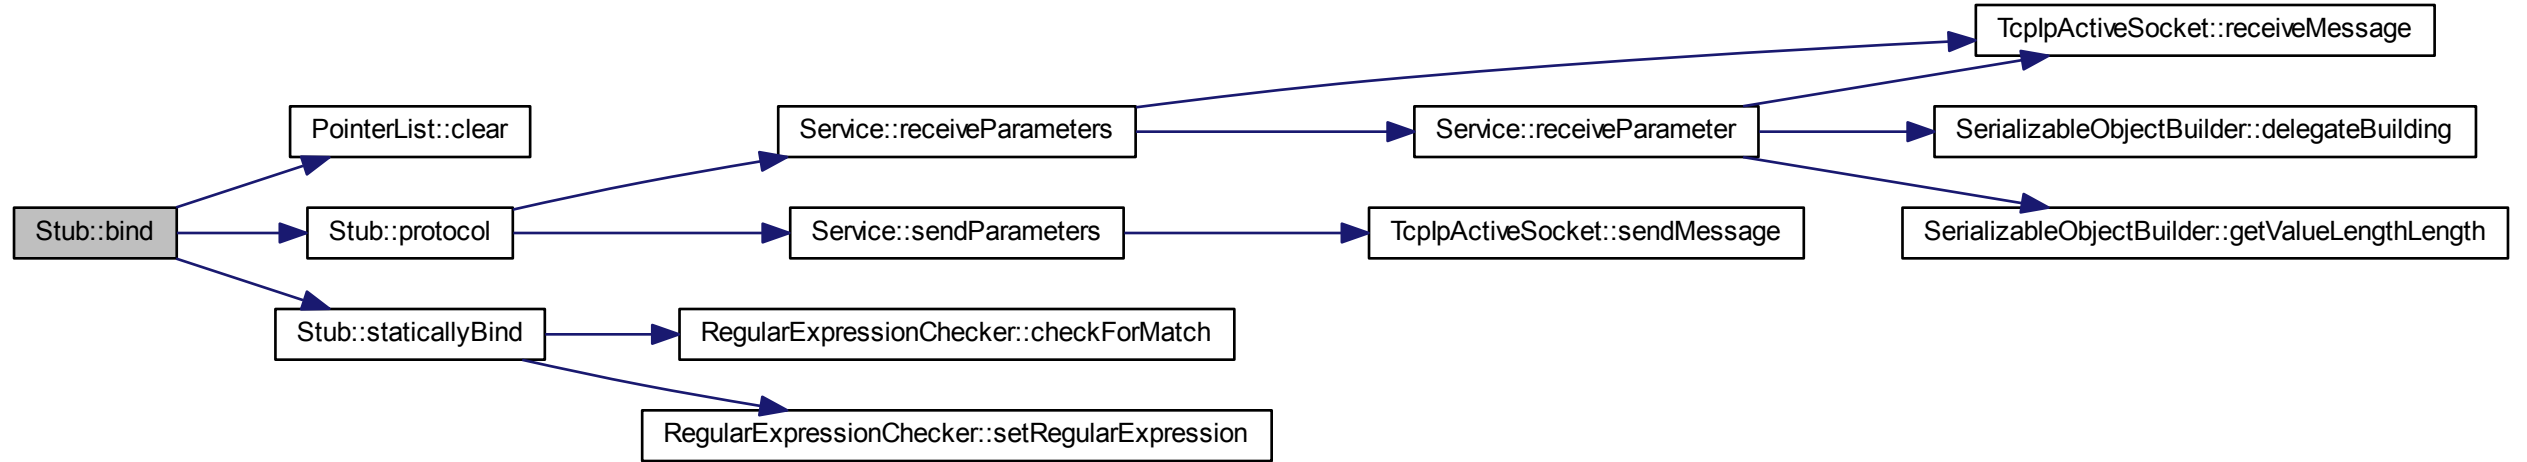 TcpIpActiveSocket::receiveMessage
PointerList::clear
Service::receiveParameters
Service::receiveParameter
SerializableObjectBuilder::delegateBuilding
Stub::bind
Stub::protocol
Service::sendParameters
TcpIpActiveSocket::sendMessage
SerializableObjectBuilder::getValueLengthLength
Stub::staticallyBind
RegularExpressionChecker::checkForMatch
RegularExpressionChecker::setRegularExpression